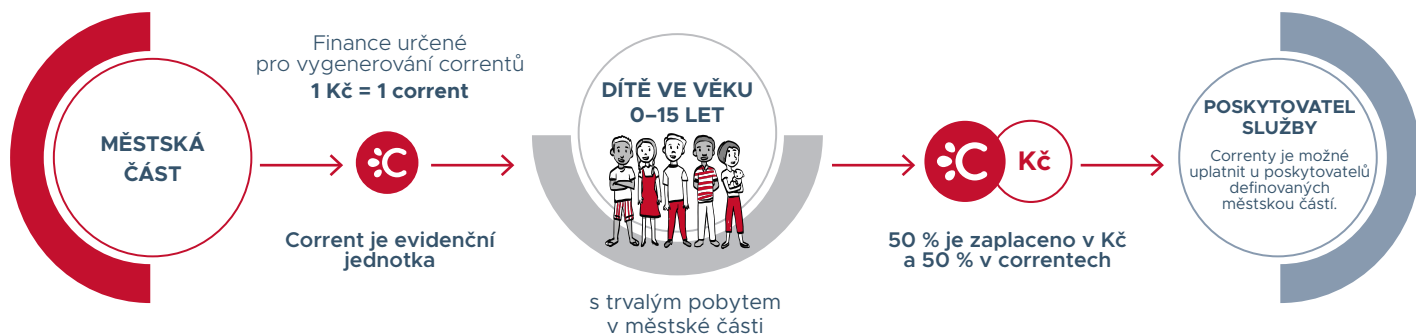 MĚSTSKÁ
ČÁST
Finance určené
pro vygenerování correntů
1 Kč = 1 corrent
C
Corrent je evidenční
jednotka
DÍTĚ VE VĚKU
0–15 LET
s trvalým pobytem
v městské části
C Kč
50 % je zaplaceno v Kč
a 50 % v correntech
POSKYTOVATEL
SLUŽBY
Correnty je možné
uplatnit u poskytovatelů
definovaných
městskou částí.